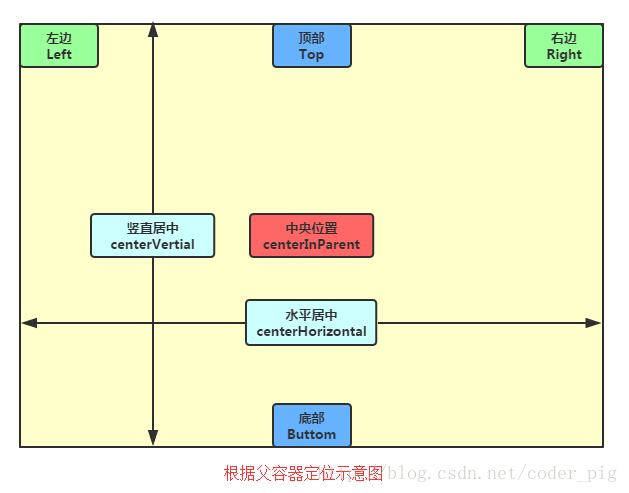 左边
Left
顶部
Top
右边
Right
竖直居中
centerVertial
中央位置
centerInParent
水平居中
centerHorizontal
底部
Buttom
根据父容器定位示意图
/blog.csdn.net/coder_pig